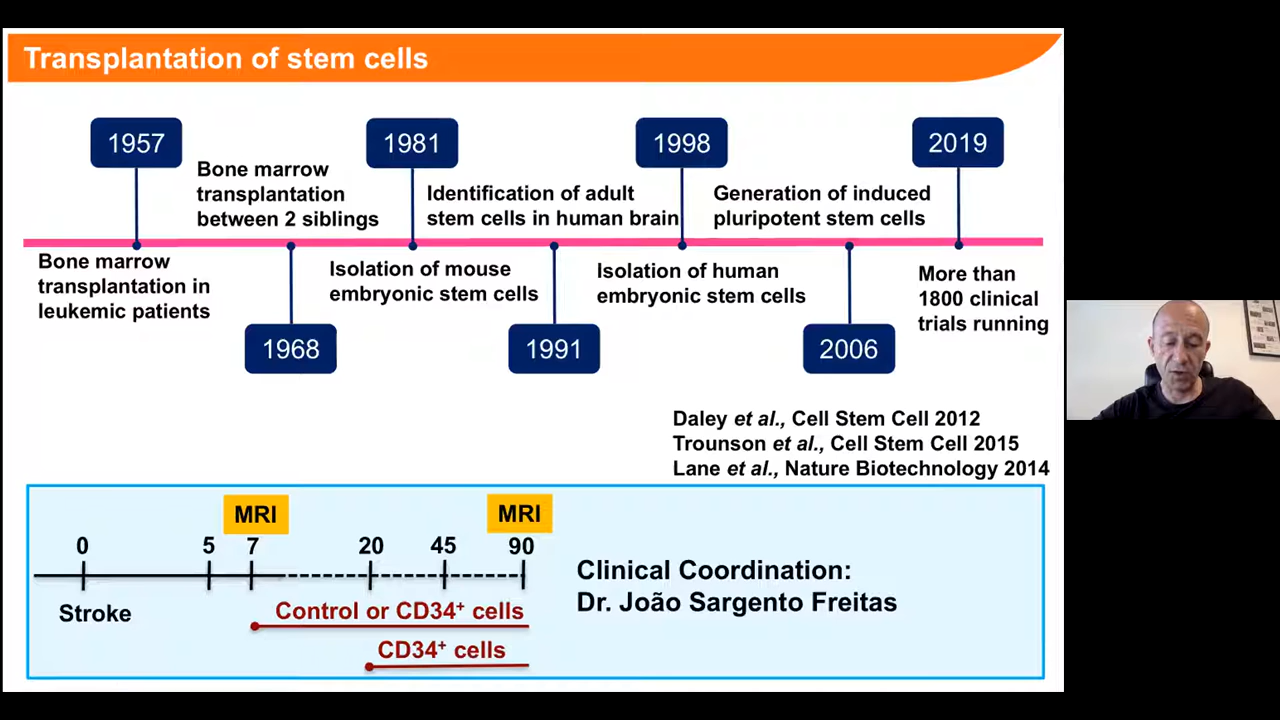 Transplantation of stem cells
1957
1981
1998
2019
Bone marrow
transplantation
between 2 siblings
Identification of adult
stem cells in human brain
Generation of induced
pluripotent stem cells
Bone marrow
transplantation in
leukemic patients
Isolation of mouse
embryonic stem cells
Isolation of human
embryonic stem cells
More than
1800 clinical
trials running
1968
1991
2006
Daley et al., Cell Stem Cell 2012
Trounson et al., Cell Stem Cell 2015
Lane et al., Nature Biotechnology 2014
MRI
MRI
0 5 7 20 45 90
Stroke
Control or CD34⁺ cells
CD34⁺ cells
Clinical Coordination:
Dr. João Sargento Freitas